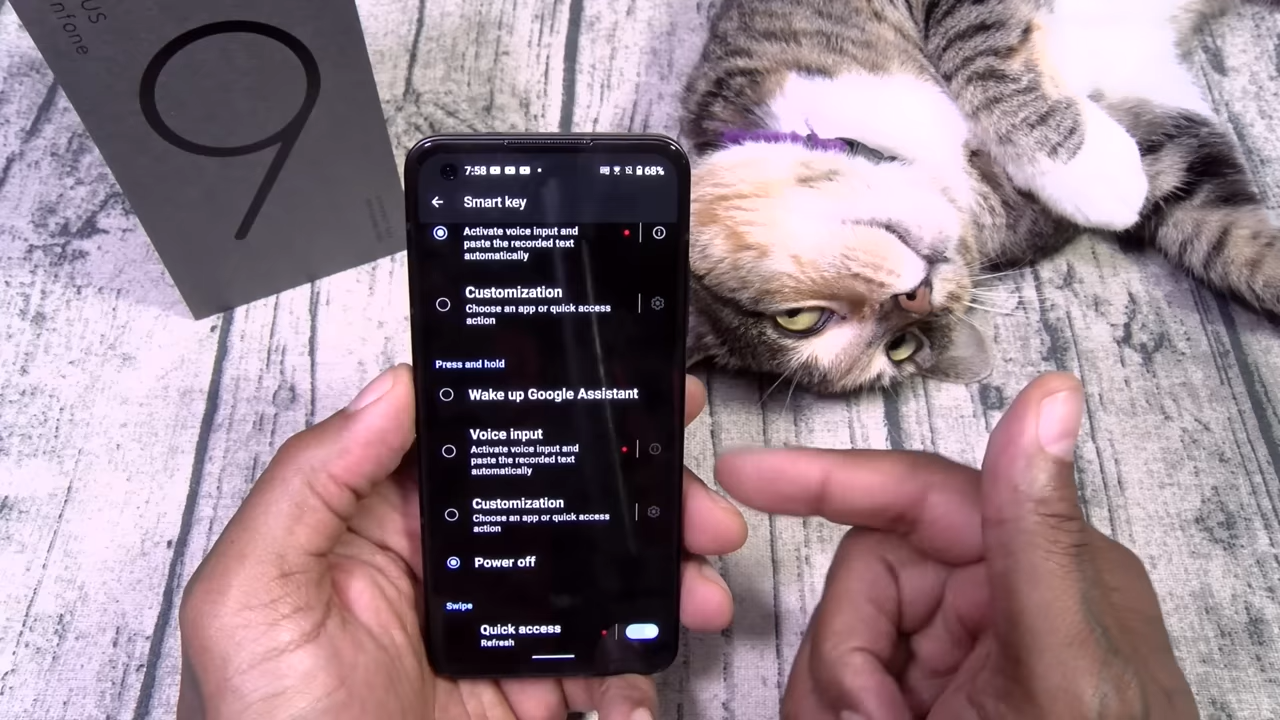 US
nfone
9
7:58
68%
Smart key
Activate voice input and
paste the recorded text
automatically
Customization
Choose an app or quick access
action
Press and hold
Wake up Google Assistant
Voice input
Activate voice input and
paste the recorded text
automatically
Customization
Choose an app or quick access
action
Power off
Swipe
Quick access
Refresh